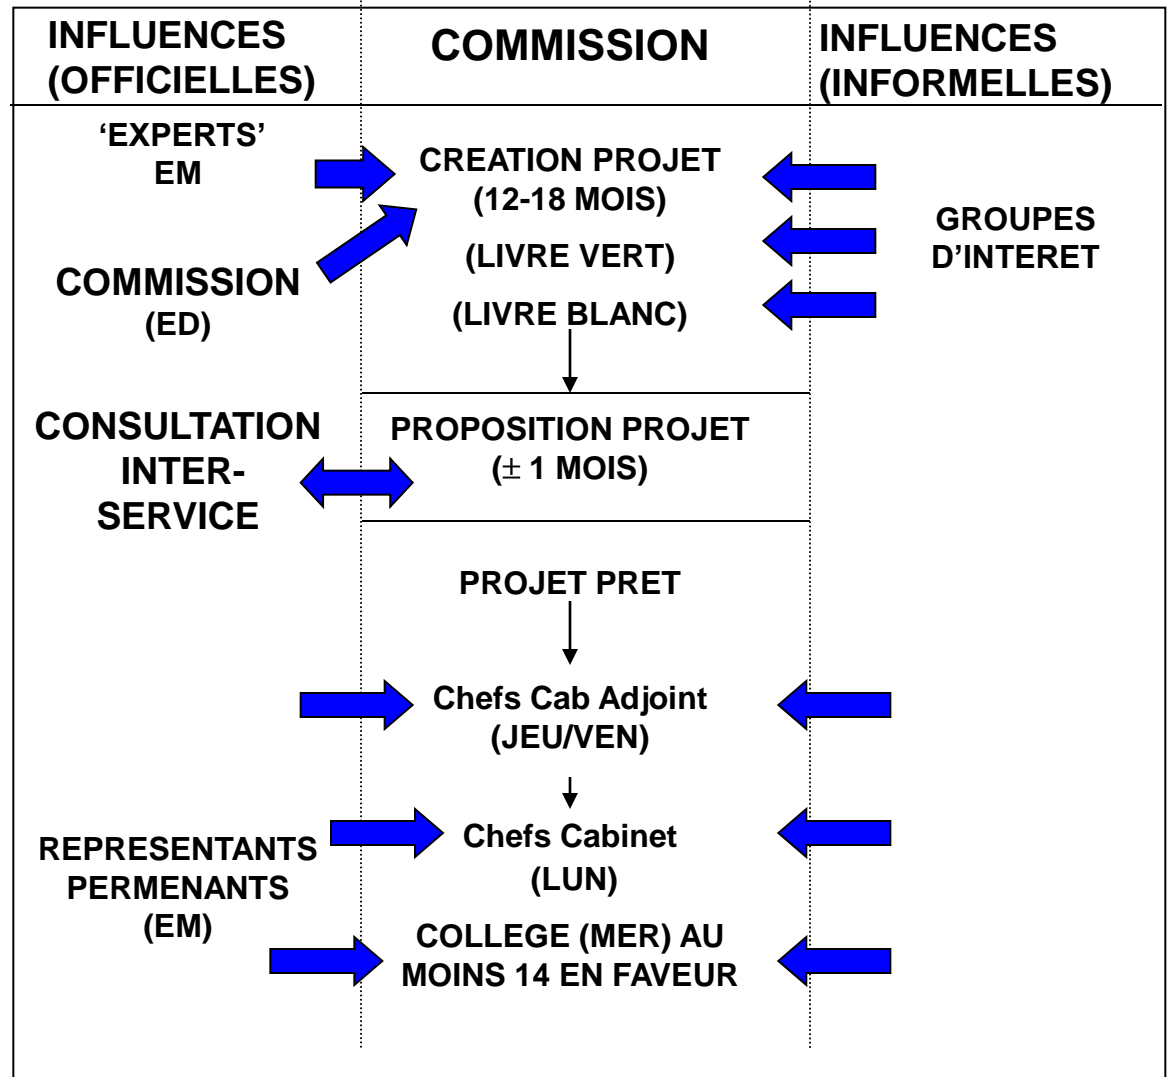 INFLUENCES
(OFFICIELLES)
COMMISSION
INFLUENCES
(INFORMELLES)
‘EXPERTS’
EM
COMMISSION
(ED)
CREATION PROJET
(12-18 MOIS)
(LIVRE VERT)
(LIVRE BLANC)
GROUPES
D’INTERET
CONSULTATION
INTER-
SERVICE
PROPOSITION PROJET
(± 1 MOIS)
PROJET PRET
Chefs Cab Adjoint
(JEU/VEN)
Chefs Cabinet
(LUN)
REPRESENTANTS
PERMENANTS
(EM)
COLLEGE (MER) AU
MOINS 14 EN FAVEUR